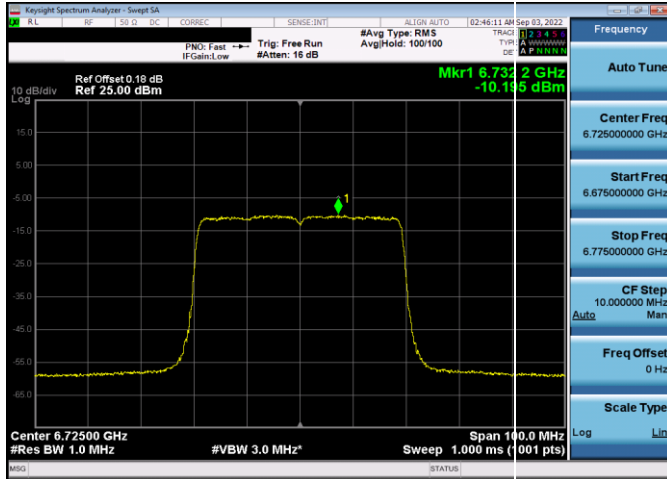 Keysight Spectrum Analyzer - Swept SA
RL RF 50 Ω DC CORREC SENSE:INT ALIGN AUTO 02:46:11 AM Sep 03, 2022
#Avg Type: RMS TRACE 1 2 3 4 5 6
PNO: Fast Trig: Free Run Avg|Hold: 100/100 TYPE A WWWWW
IFGain:Low #Atten: 16 dB DET A P N N N N
Mkr1 6.732 2 GHz
Ref Offset 0.18 dB
10 dB/div Ref 25.00 dBm -10.195 dBm
Log
15.0
5.00
-5.00
1
-15.0
-25.0
-35.0
-45.0
-55.0
-65.0
Center 6.72500 GHz Span 100.0 MHz
#Res BW 1.0 MHz #VBW 3.0 MHz* Sweep 1.000 ms (1001 pts)
MSG STATUS
Frequency
Auto Tune
Center Freq
6.725000000 GHz
Start Freq
6.675000000 GHz
Stop Freq
6.775000000 GHz
CF Step
10.000000 MHz
Auto Man
Freq Offset
0 Hz
Scale Type
Log Lin